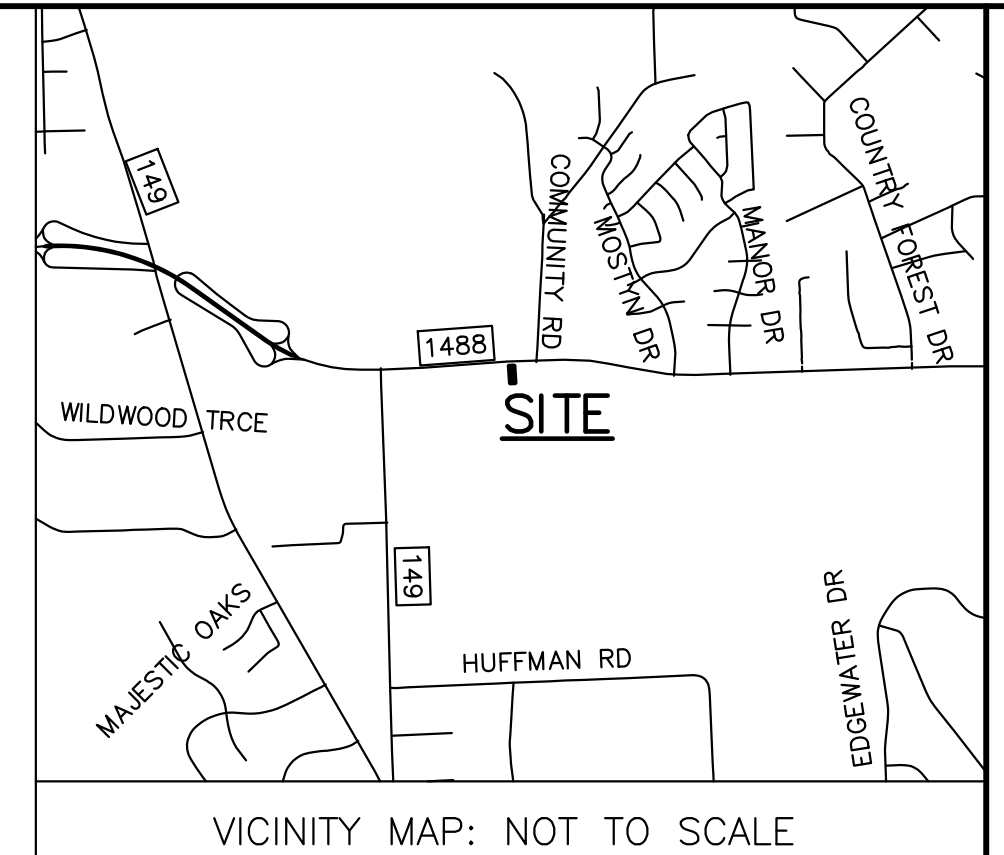 149
COMMUNITY RD
MOSTYN DR
MANOR DR
COUNTRY FOREST DR
1488
SITE
WILDWOOD TRCE
149
MAJESTIC OAKS
HUFFMAN RD
EDGEWATER DR
VICINITY MAP: NOT TO SCALE